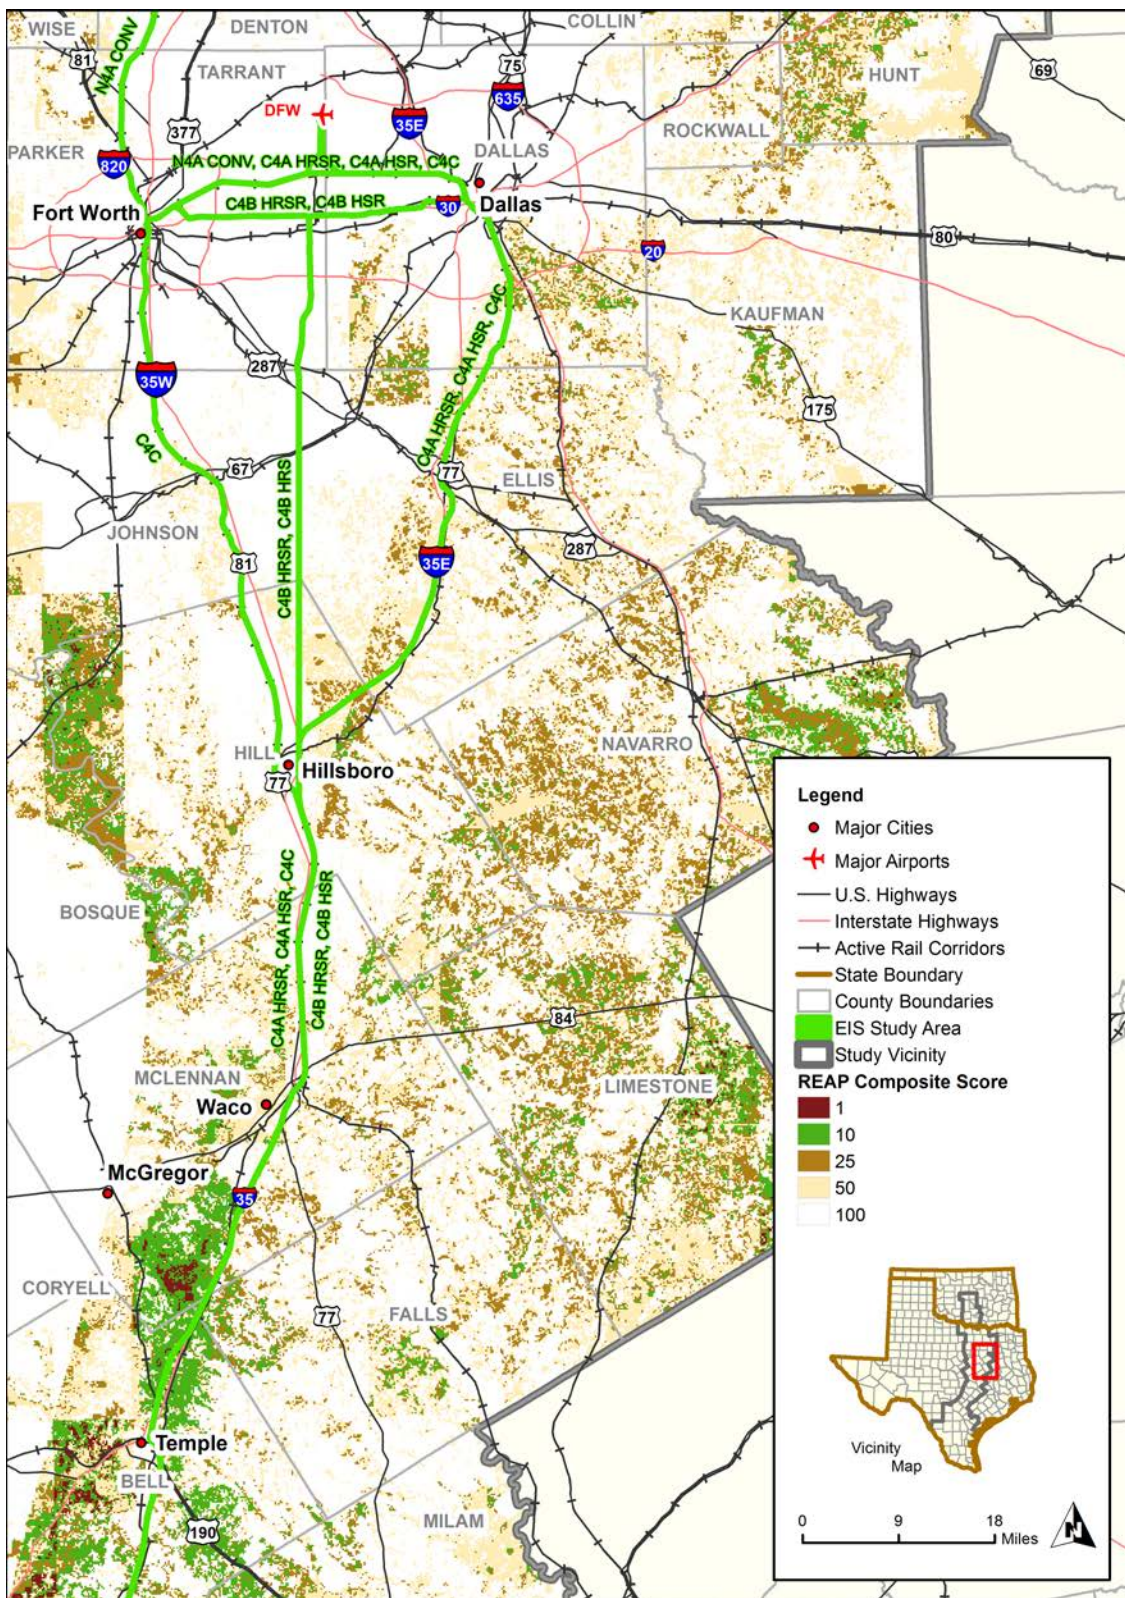 WISE
DENTON
COLLIN
N4A CONV
81
TARRANT
75
69
HUNT
DFW
635
35E
377
ROCKWALL
PARKER
820
DALLAS
N4A CONV, C4A HRSR, C4A HSR, C4C
Fort Worth
C4B HRSR, C4B HSR
30
Dallas
80
20
C4A HRSR, C4A HSR, C4C
KAUFMAN
287
35W
175
C4C
67
77
ELLIS
C4B HRSR, C4B HRS
JOHNSON
287
81
35E
HILL
NAVARRO
Hillsboro
77
C4A HRSR, C4A HSR, C4C
C4B HRSR, C4B HSR
BOSQUE
84
MCLENNAN
LIMESTONE
Waco
McGregor
35
CORYELL
FALLS
77
Temple
BELL
190
MILAM
Legend
Major Cities
Major Airports
U.S. Highways
Interstate Highways
Active Rail Corridors
State Boundary
County Boundaries
EIS Study Area
Study Vicinity
REAP Composite Score
1
10
25
50
100
Vicinity
Map
0 9 18
Miles
N